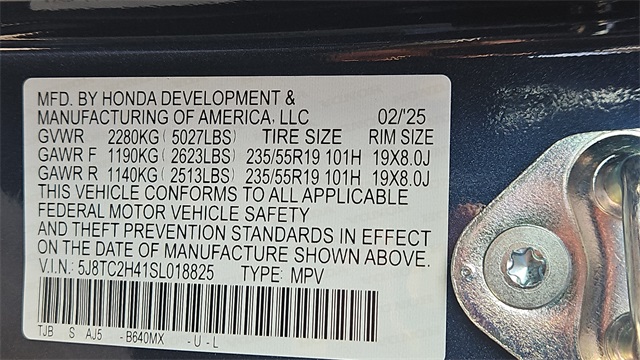 MFD. BY HONDA DEVELOPMENT &
MANUFACTURING OF AMERICA, LLC 02/'25
GVWR 2280KG (5027LBS) TIRE SIZE RIM SIZE
GAWR F 1190KG (2623LBS) 235/55R19 101H 19X8.0J
GAWR R 1140KG (2513LBS) 235/55R19 101H 19X8.0J
THIS VEHICLE CONFORMS TO ALL APPLICABLE
FEDERAL MOTOR VEHICLE SAFETY
AND THEFT PREVENTION STANDARDS IN EFFECT
ON THE DATE OF MANUFACTURE SHOWN ABOVE.
V.I.N.: 5J8TC2H41SL018825 TYPE: MPV
TJB S AJ5 -B640MX -U-L